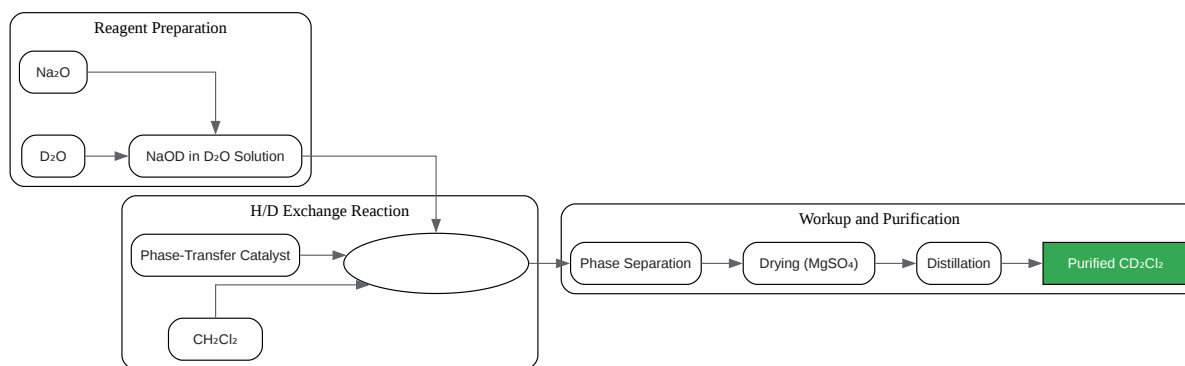 Reagent Preparation
Na₂O
D₂O
NaOD in D₂O Solution
H/D Exchange Reaction
Phase-Transfer Catalyst
CH₂Cl₂
Workup and Purification
Phase Separation
Drying (MgSO₄)
Distillation
Purified CD₂Cl₂